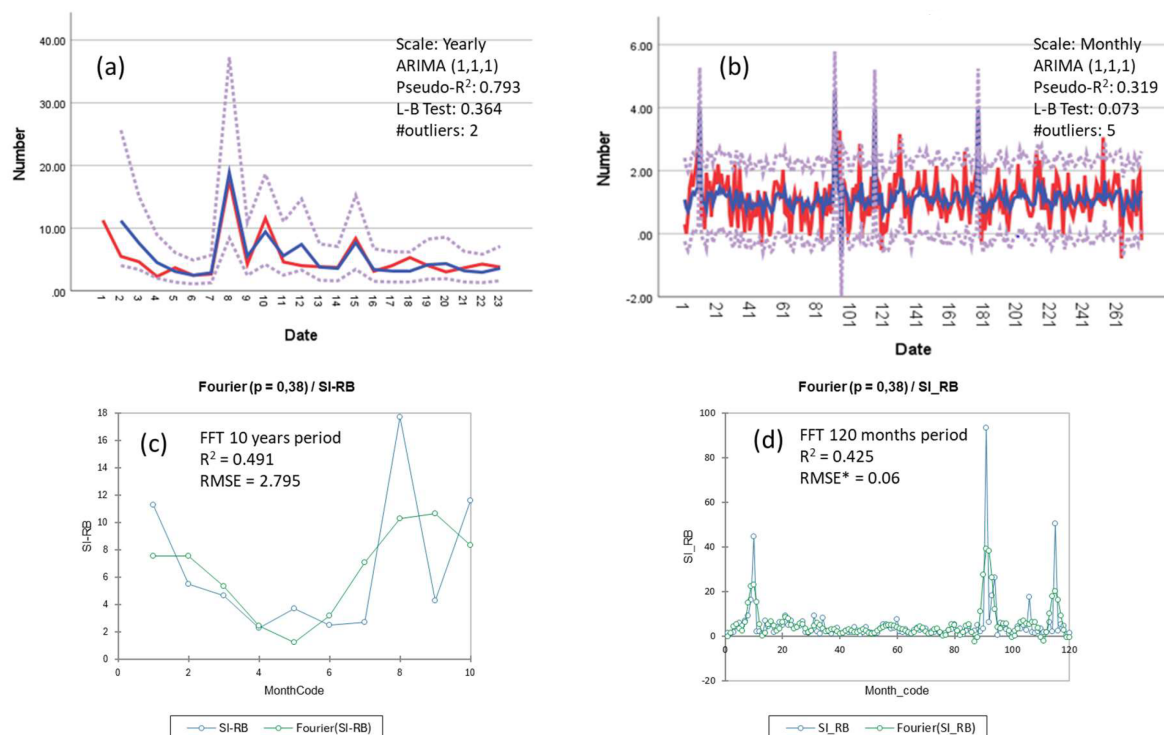 (a)
Scale: Yearly
ARIMA (1,1,1)
Pseudo-R²: 0.793
L-B Test: 0.364
#outliers: 2
Number
40.00
30.00
20.00
10.00
.00
1 2 3 4 5 6 7 8 9 10 11 12 13 14 15 16 17 18 19 20 21 22 23
Date
(b)
Scale: Monthly
ARIMA (1,1,1)
Pseudo-R²: 0.319
L-B Test: 0.073
#outliers: 5
Number
6.00
4.00
2.00
.00
-2.00
1 21 41 61 81 101 121 141 161 181 201 221 241 261
Date
Fourier (p = 0,38) / SI-RB
(c)
FFT 10 years period
R² = 0.491
RMSE = 2.795
SI-RB
18
16
14
12
10
8
6
4
2
0
0 2 4 6 8 10
MonthCode
SI-RB Fourier(SI-RB)
Fourier (p = 0,38) / SI_RB
(d)
FFT 120 months period
R² = 0.425
RMSE* = 0.06
SI_RB
100
80
60
40
20
0
-20
0 20 40 60 80 100 120
Month_code
SI_RB Fourier(SI_RB)